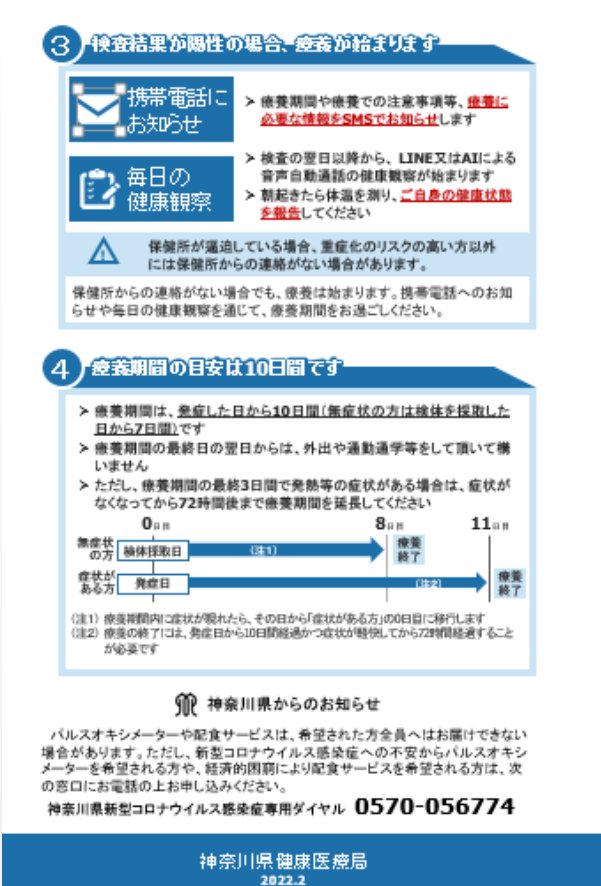 3 検査結果が陽性の場合、療養が始まります
携帯電話に
お知らせ
➢ 療養期間や療養での注意事項等、療養に
必要な情報をSMSでお知らせします
毎日の
健康観察
➢ 検査の翌日以降から、LINE又はAIによる
音声自動通話の健康観察が始まります
➢ 朝起きたら体温を測り、ご自身の健康状態
を報告してください
保健所が逼迫している場合、重症化のリスクの高い方以外
には保健所からの連絡がない場合があります。
保健所からの連絡がない場合でも、療養は始まります。携帯電話へのお知
らせや毎日の健康観察を通じて、療養期間をお過ごしください。
4 療養期間の目安は10日間です
➢ 療養期間は、発症した日から10日間(無症状の方は検体を採取した
日から7日間)です
➢ 療養期間の最終日の翌日からは、外出や通勤通学等をして頂いて構
いません
➢ ただし、療養期間の最終3日間で発熱等の症状がある場合は、症状が
なくなってから72時間後まで療養期間を延長してください
0日目 8日目 11日目
無症状
の方
検体採取日
(注1)
療養
終了
症状が
ある方
発症日
(注2)
療養
終了
(注1) 療養期間内に症状が現れたら、その日から「症状がある方」の0日目に移行します
(注2) 療養の終了には、発症日から10日間経過かつ症状が軽快してから72時間経過すること
が必要です
神奈川県からのお知らせ
パルスオキシメーターや配食サービスは、希望された方全員へはお届けできない
場合があります。ただし、新型コロナウイルス感染症への不安からパルスオキシ
メーターを希望される方や、経済的困窮により配食サービスを希望される方は、次
の窓口にお電話の上お申し込みください。
神奈川県新型コロナウイルス感染症専用ダイヤル 0570-056774
神奈川県健康医療局
2022.2